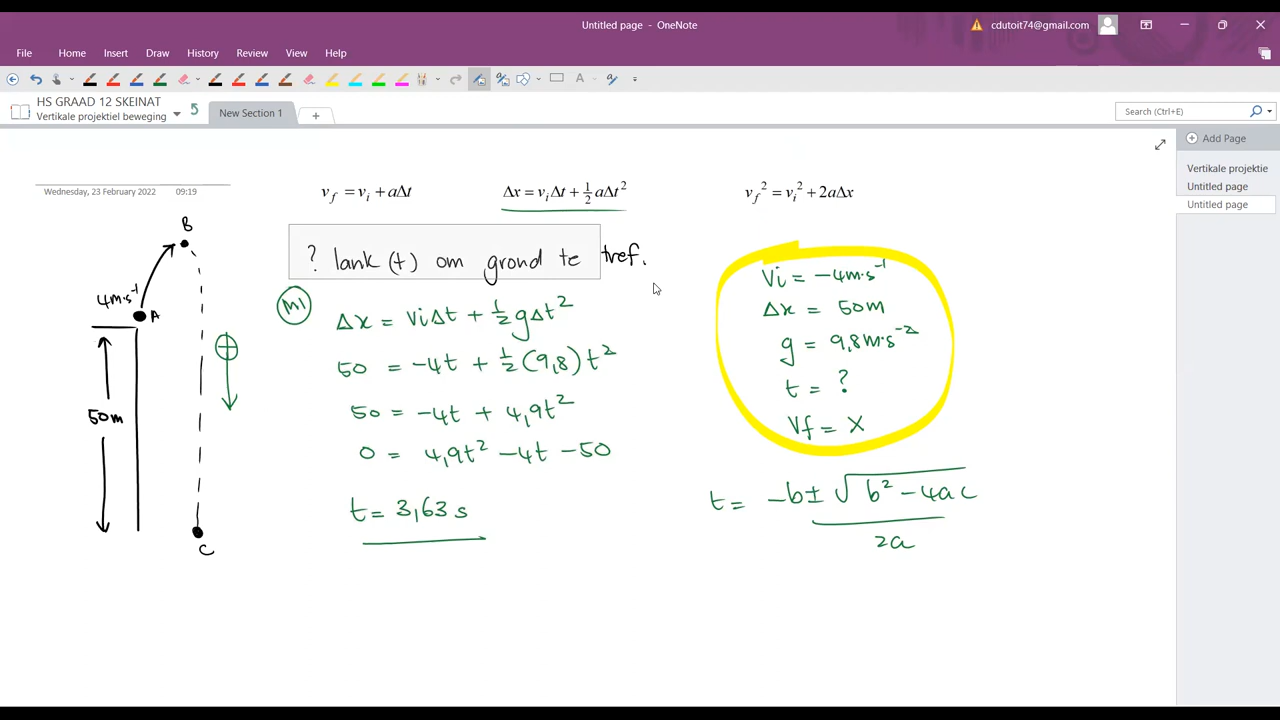 Untitled page - OneNote
cdutoit74@gmail.com
File Home Insert Draw History Review View Help
HS GRAAD 12 SKEINAT
Vertikale projektiel beweging
New Section 1
Search (Ctrl+E)
Add Page
Vertikale projektie
Untitled page
Untitled page
Wednesday, 23 February 2022 09:19
v_f = v_i + aΔt
Δx = v_iΔt + ½aΔt²
v_f² = v_i² + 2aΔx
? lank (t) om grond te tref.
B
4m·s⁻¹
A
50m
C
M1
Δx = ViΔt + ½gΔt²
50 = -4t + ½(9,8)t²
50 = -4t + 4,9t²
0 = 4,9t² - 4t - 50
t = 3,63 s
Vi = -4m·s⁻¹
Δx = 50m
g = 9,8m·s⁻²
t = ?
Vf = X
t = -b ± √b² - 4ac
2a